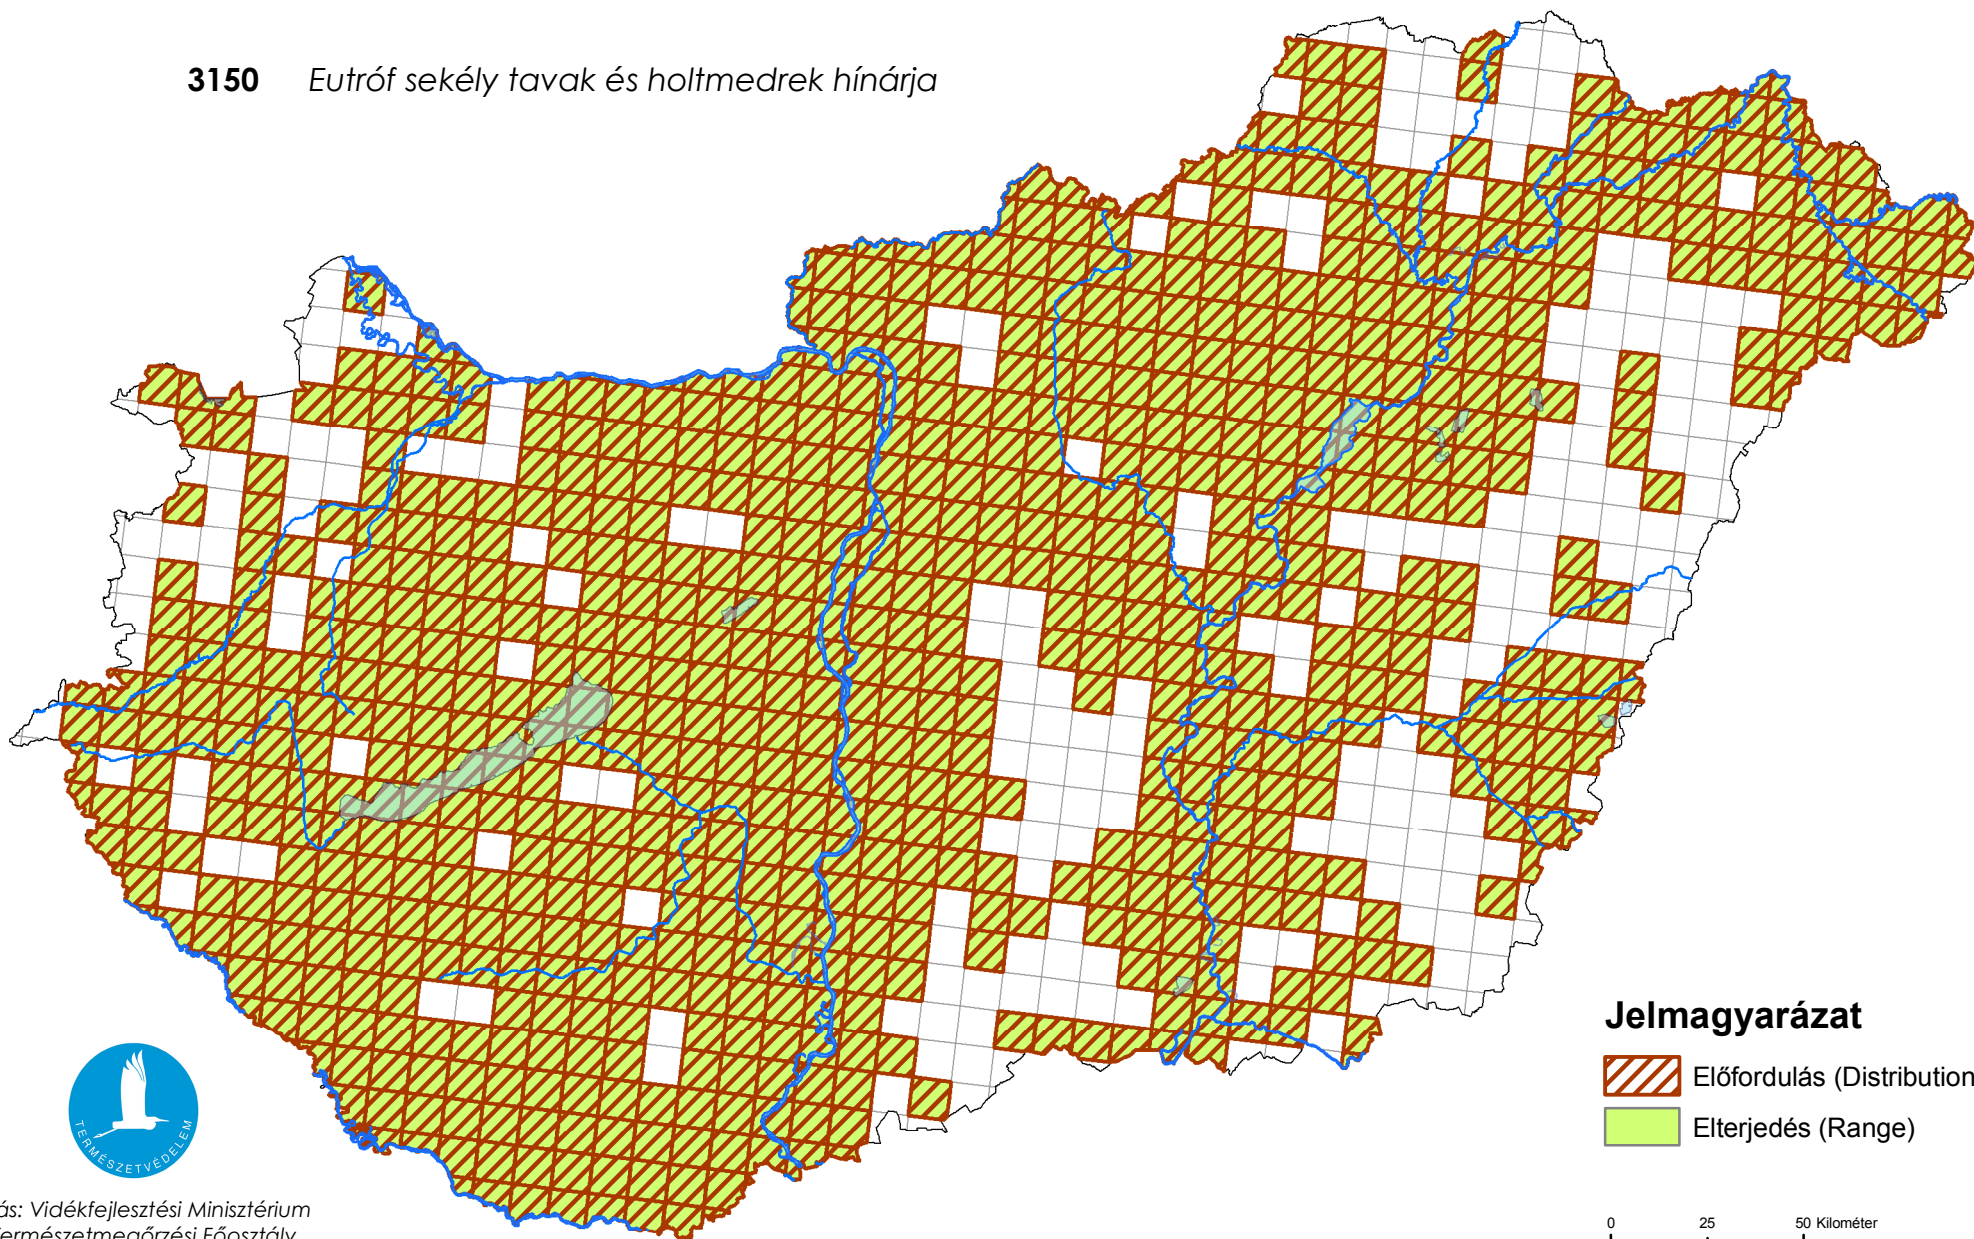 3150 Eutróf sekély tavak és holtmedrek hínárja
Jelmagyarázat
Előfordulás (Distribution
Elterjedés (Range)
TERMÉSZETVÉDELEM
ás: Vidékfejlesztési Minisztérium
Természetmegőrzési Főosztály
0 25 50 Kilométer